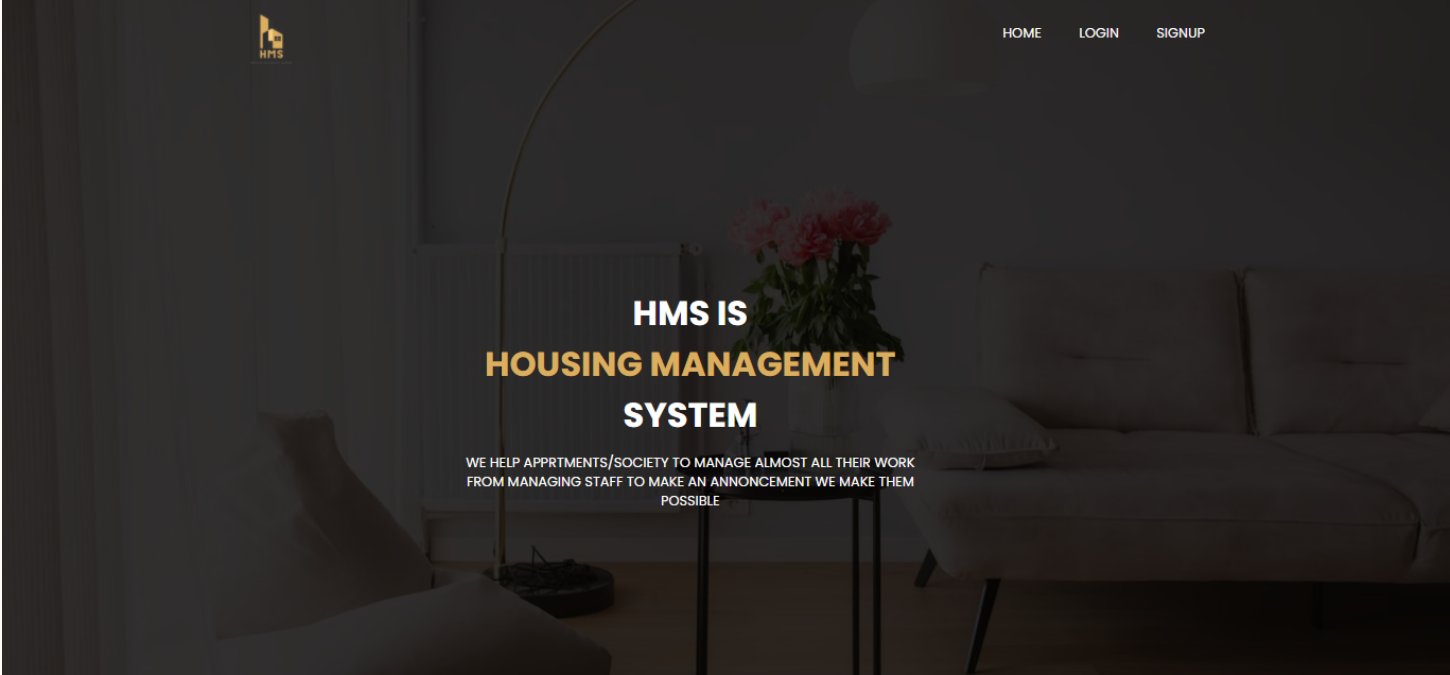 HMS
HOME LOGIN SIGNUP
HMS IS
HOUSING MANAGEMENT
SYSTEM
WE HELP APPRTMENTS/SOCIETY TO MANAGE ALMOST ALL THEIR WORK
FROM MANAGING STAFF TO MAKE AN ANNONCEMENT WE MAKE THEM
POSSIBLE